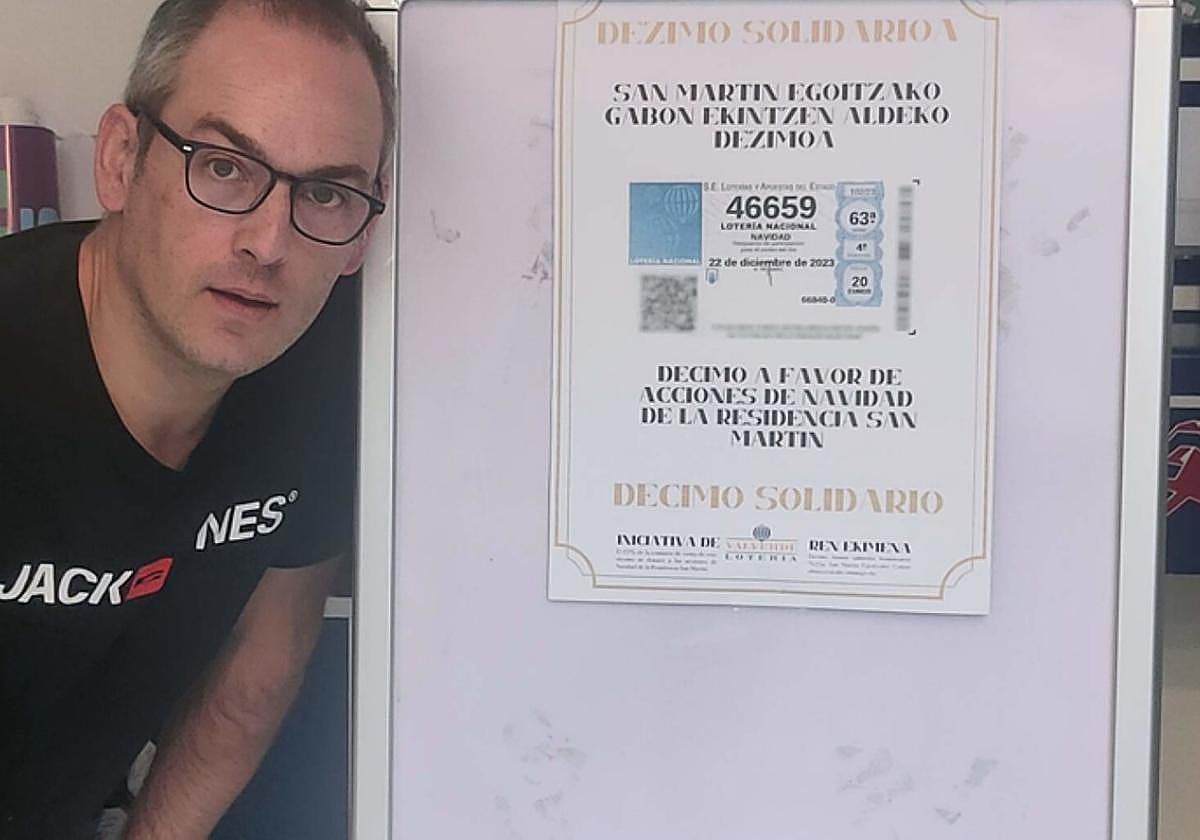 DEZIMO SOLIDARIOA
SAN MARTIN EGOITZAKO
GABON EKINTZEN ALDEKO
DEZIMOA
S.E. LOTERÍAS Y APUESTAS DEL ESTADO
46659
LOTERÍA NACIONAL
NAVIDAD
22 de diciembre de 2023
102/23
63ª
4ª
20
EUROS
LOTERÍA NACIONAL
DECIMO A FAVOR DE
ACCIONES DE NAVIDAD
DE LA RESIDENCIA SAN
MARTIN
DECIMO SOLIDARIO
INICIATIVA DE
VALVERDE
LOTERÍA
REN EKIMENA
NES®
JACK